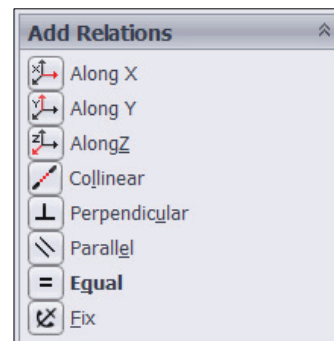 Add Relations
Along X
Along Y
AlongZ
Collinear
Perpendicular
Parallel
Equal
Fix